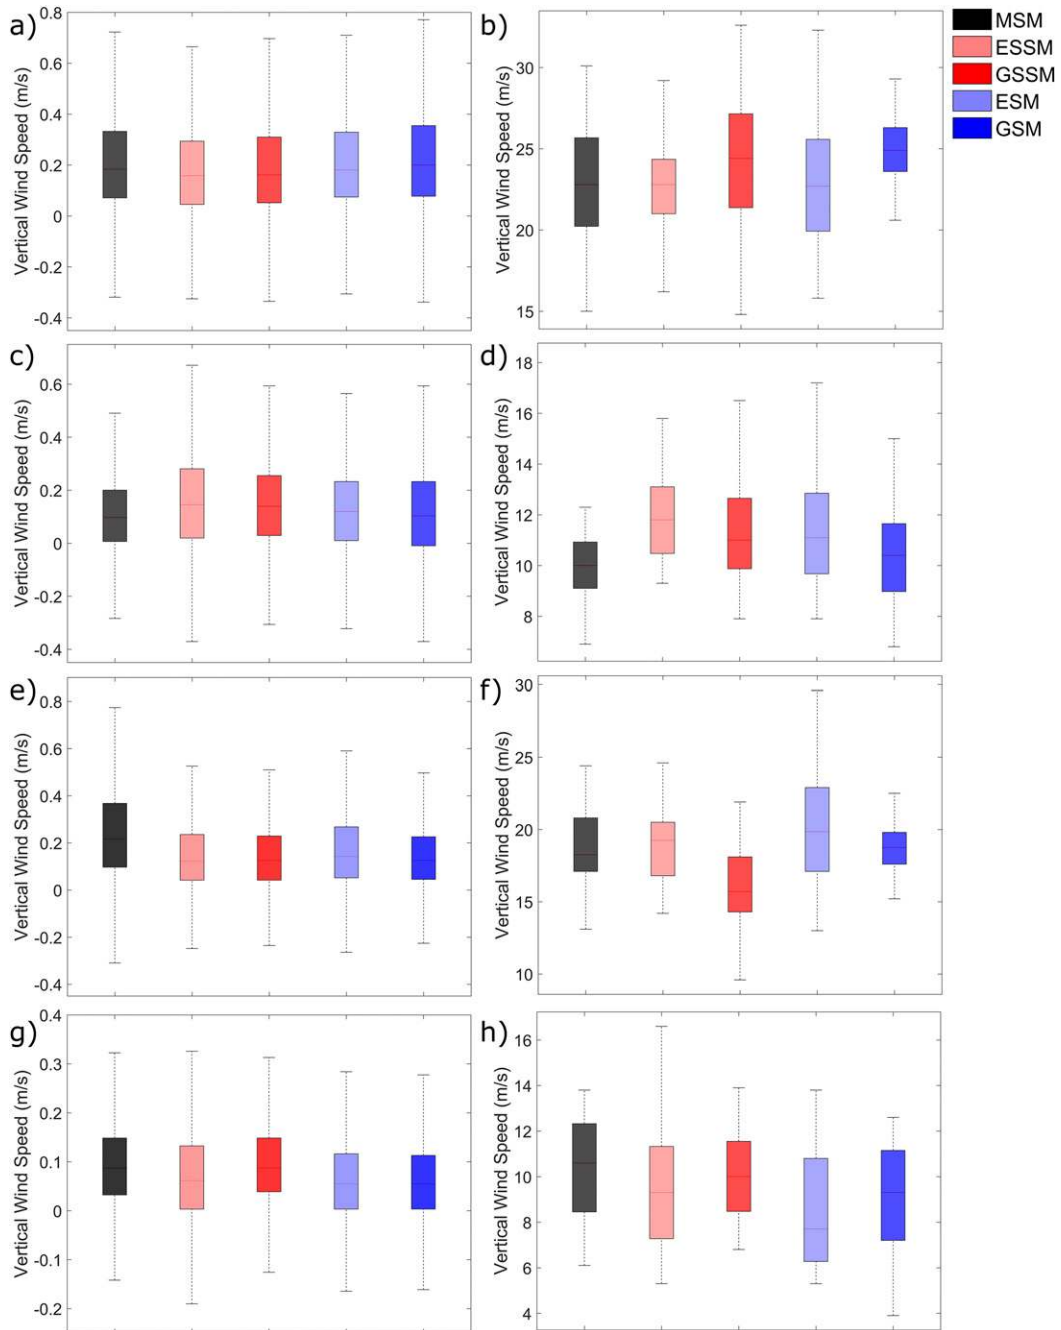 a)
0.8
0.6
0.4
0.2
0
-0.2
-0.4
Vertical Wind Speed (m/s)
b)
30
25
20
15
Vertical Wind Speed (m/s)
MSM
ESSM
GSSM
ESM
GSM
c)
0.6
0.4
0.2
0
-0.2
-0.4
Vertical Wind Speed (m/s)
d)
18
16
14
12
10
8
Vertical Wind Speed (m/s)
e)
0.8
0.6
0.4
0.2
0
-0.2
-0.4
Vertical Wind Speed (m/s)
f)
30
25
20
15
10
Vertical Wind Speed (m/s)
g)
0.4
0.3
0.2
0.1
0
-0.1
-0.2
Vertical Wind Speed (m/s)
h)
16
14
12
10
8
6
4
Vertical Wind Speed (m/s)